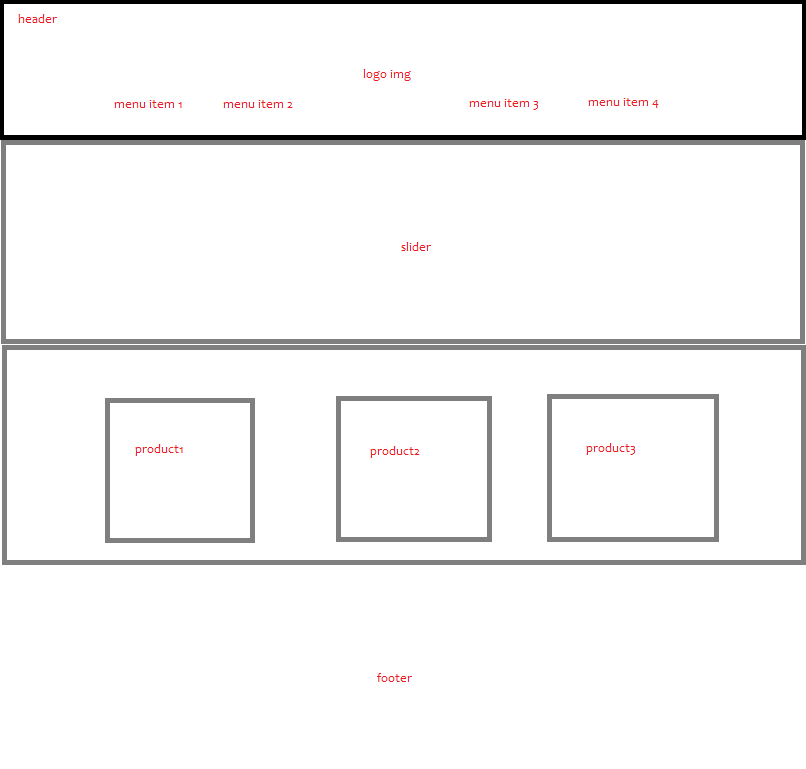 header
logo img
menu item 1
menu item 2
menu item 3
menu item 4
slider
product1
product2
product3
footer